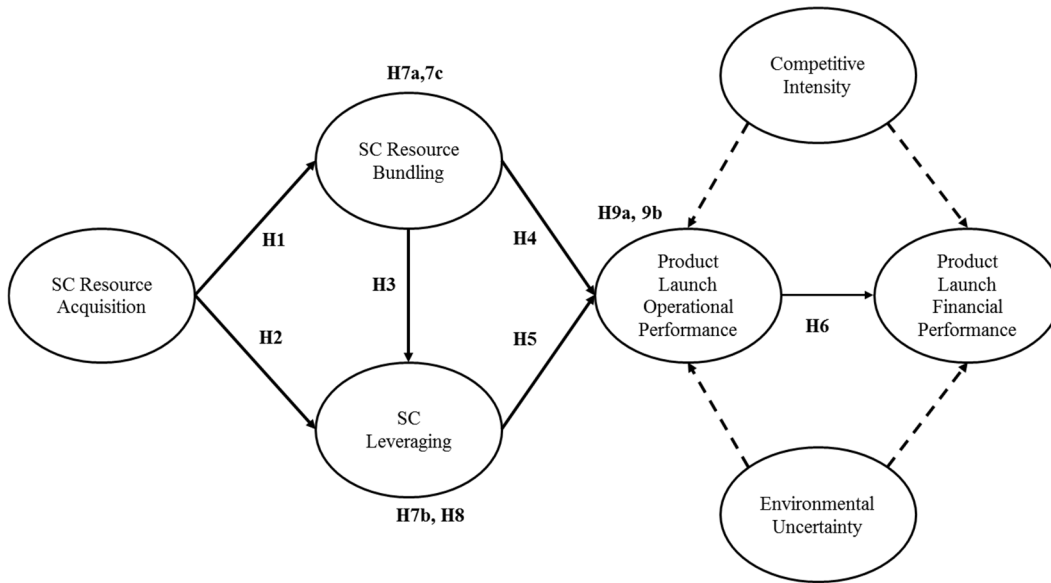 Competitive
Intensity
H7a,7c
SC Resource
Bundling
H9a, 9b
H1
H4
SC Resource
Acquisition
H3
Product
Launch
Operational
Performance
H6
Product
Launch
Financial
Performance
H2
H5
SC
Leveraging
H7b, H8
Environmental
Uncertainty